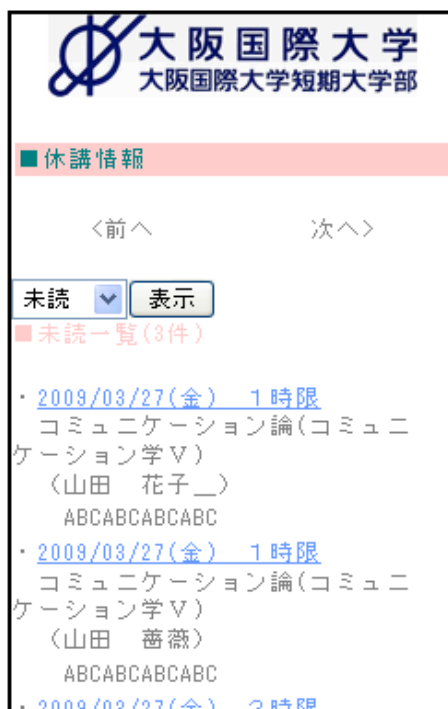 大阪国際大学
大阪国際大学短期大学部
■休講情報
<前へ 次へ>
未読 表示
■未読一覧(3件)
・2009/03/27(金) 1時限
コミュニケーション論(コミュニ
ケーション学Ⅴ)
(山田 花子＿)
ABCABCABCABC
・2009/03/27(金) 1時限
コミュニケーション論(コミュニ
ケーション学Ⅴ)
(山田 薔薇)
ABCABCABCABC
・2009/03/27(金)